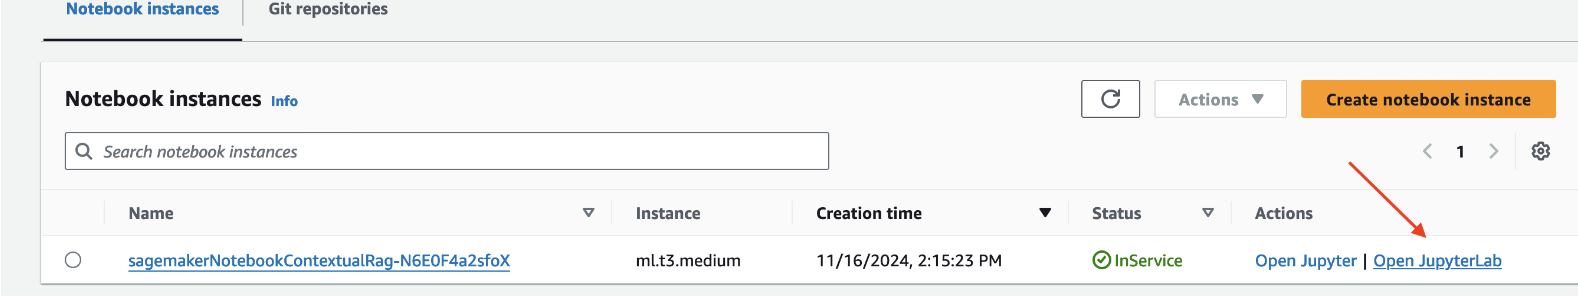 Notebook instances Git repositories
Notebook instances Info Actions Create notebook instance
Search notebook instances 1
Name Instance Creation time Status Actions
sagemakerNotebookContextualRag-N6E0F4a2sfoX ml.t3.medium 11/16/2024, 2:15:23 PM InService Open Jupyter | Open JupyterLab